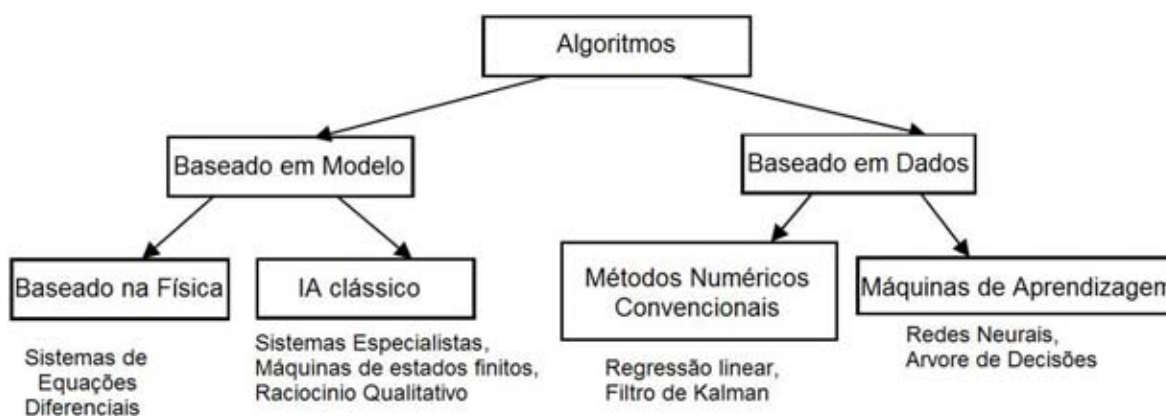 Algoritmos
Baseado em Modelo
Baseado em Dados
Baseado na Física
IA clássico
Métodos Numéricos
Convencionais
Máquinas de Aprendizagem
Sistemas de
Equações
Diferenciais
Sistemas Especialistas,
Máquinas de estados finitos,
Raciocinio Qualitativo
Regressão linear,
Filtro de Kalman
Redes Neurais,
Arvore de Decisões